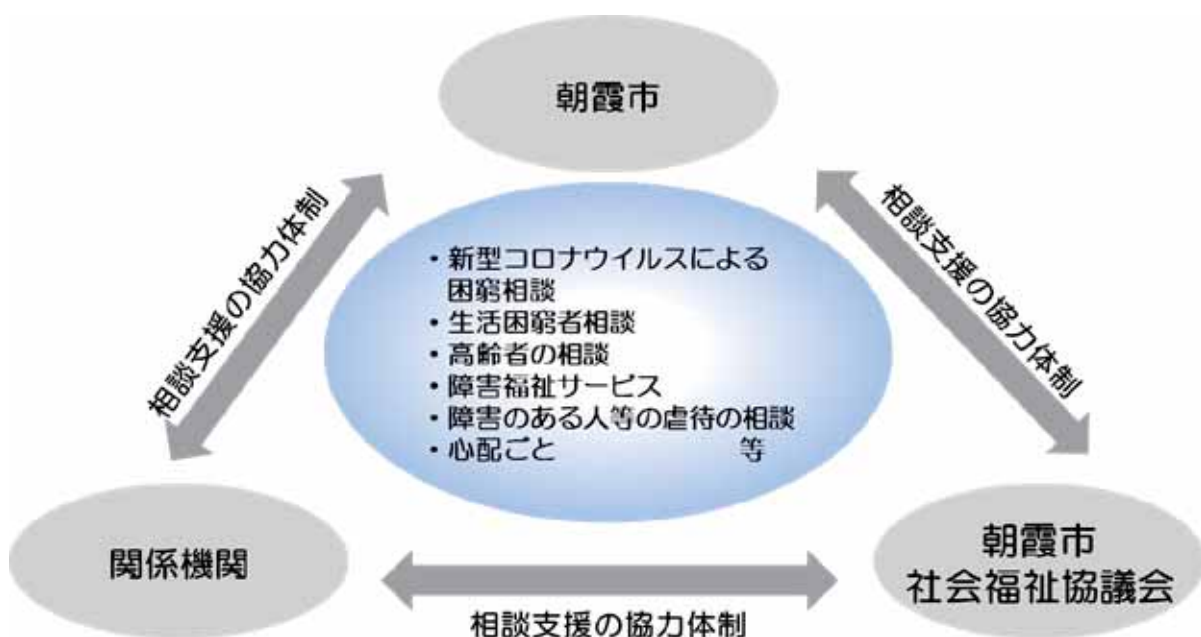 朝霞市
相談支援の協力体制
相談支援の協力体制
・新型コロナウイルスによる
困窮相談
・生活困窮者相談
・高齢者の相談
・障害福祉サービス
・障害のある人等の虐待の相談
・心配ごと 等
関係機関
朝霞市
社会福祉協議会
相談支援の協力体制